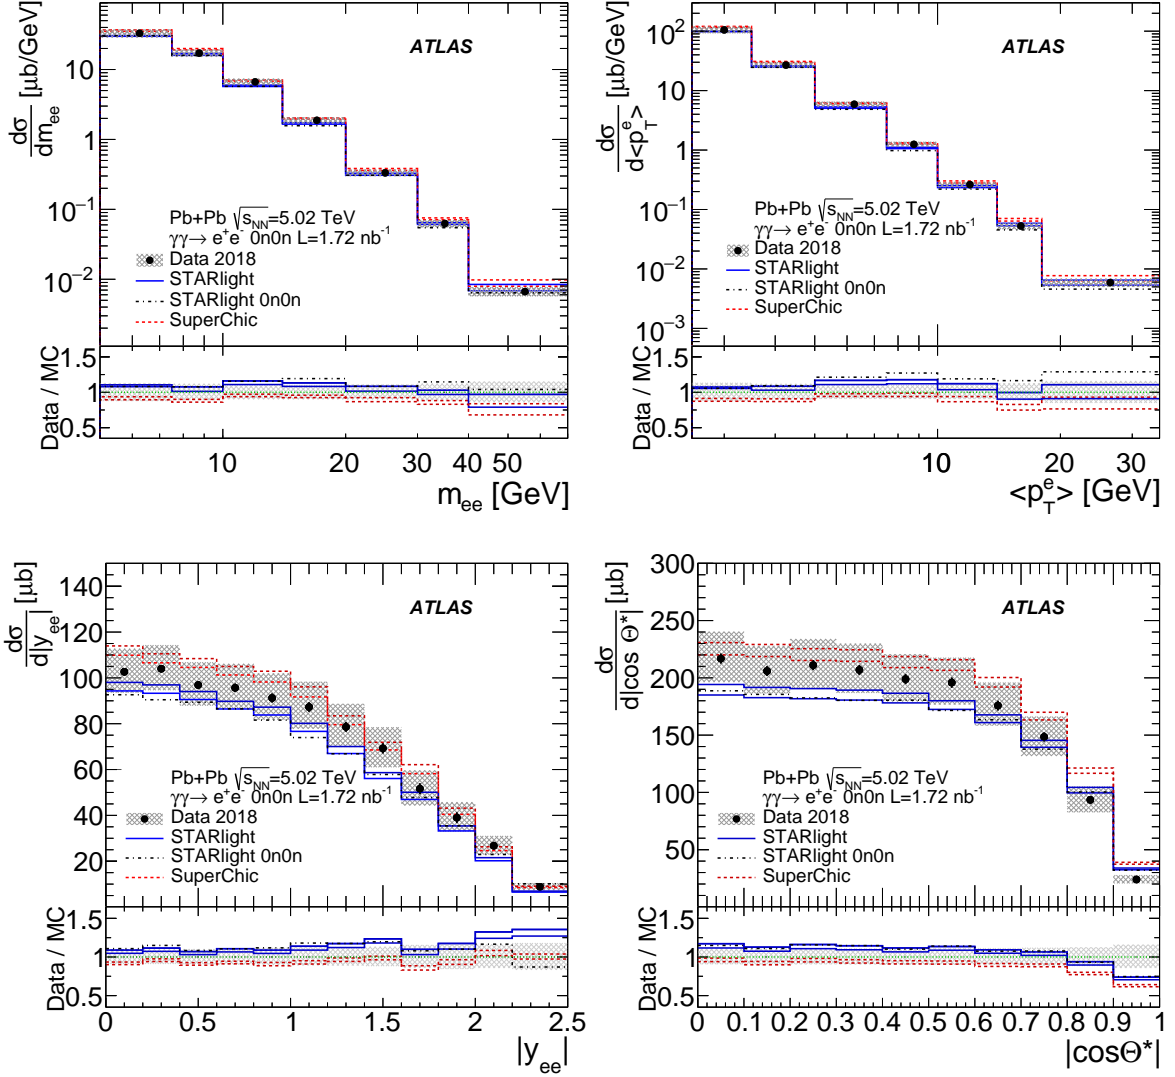 dσ/dm_ee [μb/GeV]
10
1
10⁻¹
10⁻²
ATLAS
Pb+Pb √s_NN=5.02 TeV
γγ→ e⁺e⁻ 0n0n L=1.72 nb⁻¹
Data 2018
STARlight
STARlight 0n0n
SuperChic
Data / MC
1.5
1
0.5
10 20 30 40 50
m_ee [GeV]
dσ/d<p_T^e> [μb/GeV]
10²
10
1
10⁻¹
10⁻²
10⁻³
ATLAS
Pb+Pb √s_NN=5.02 TeV
γγ→ e⁺e⁻ 0n0n L=1.72 nb⁻¹
Data 2018
STARlight
STARlight 0n0n
SuperChic
Data / MC
1.5
1
0.5
10 20 30
<p_T^e> [GeV]
dσ/d|y_ee| [μb]
140
120
100
80
60
40
20
ATLAS
Pb+Pb √s_NN=5.02 TeV
γγ→ e⁺e⁻ 0n0n L=1.72 nb⁻¹
Data 2018
STARlight
STARlight 0n0n
SuperChic
Data / MC
1.5
1
0.5
0 0.5 1 1.5 2 2.5
|y_ee|
dσ/d|cos Θ*| [μb]
300
250
200
150
100
50
ATLAS
Pb+Pb √s_NN=5.02 TeV
γγ→ e⁺e⁻ 0n0n L=1.72 nb⁻¹
Data 2018
STARlight
STARlight 0n0n
SuperChic
Data / MC
1.5
1
0.5
0 0.1 0.2 0.3 0.4 0.5 0.6 0.7 0.8 0.9 1
|cosΘ*|